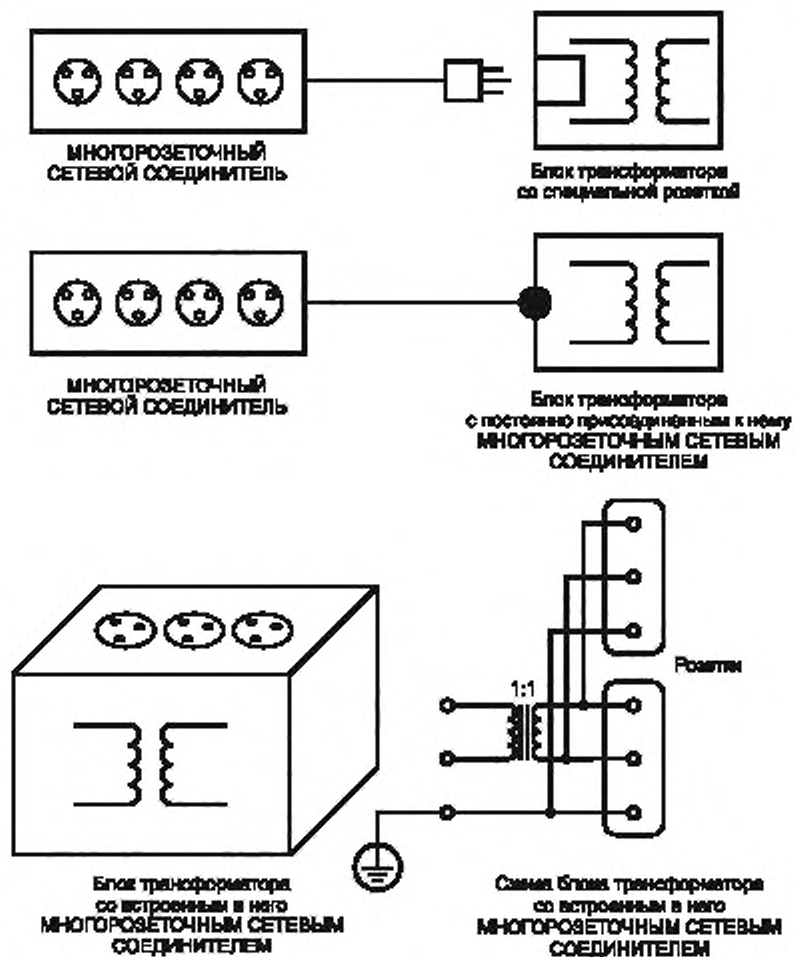 МНОГОРОЗЕТОЧНЫЙ
СЕТЕВОЙ СОЕДИНИТЕЛЬ
Блок трансформатора
со специальной розеткой
МНОГОРОЗЕТОЧНЫЙ
СЕТЕВОЙ СОЕДИНИТЕЛЬ
Блок трансформатора
с постоянно присоединенным к нему
МНОГОРОЗЕТОЧНЫМ СЕТЕВЫМ
СОЕДИНИТЕЛЕМ
Розетки
1:1
Блок трансформатора
со встроенным в него
МНОГОРОЗЕТОЧНЫМ СЕТЕВЫМ
СОЕДИНИТЕЛЕМ
Схема блока трансформатора
со встроенным в него
МНОГОРОЗЕТОЧНЫМ СЕТЕВЫМ
СОЕДИНИТЕЛЕМ